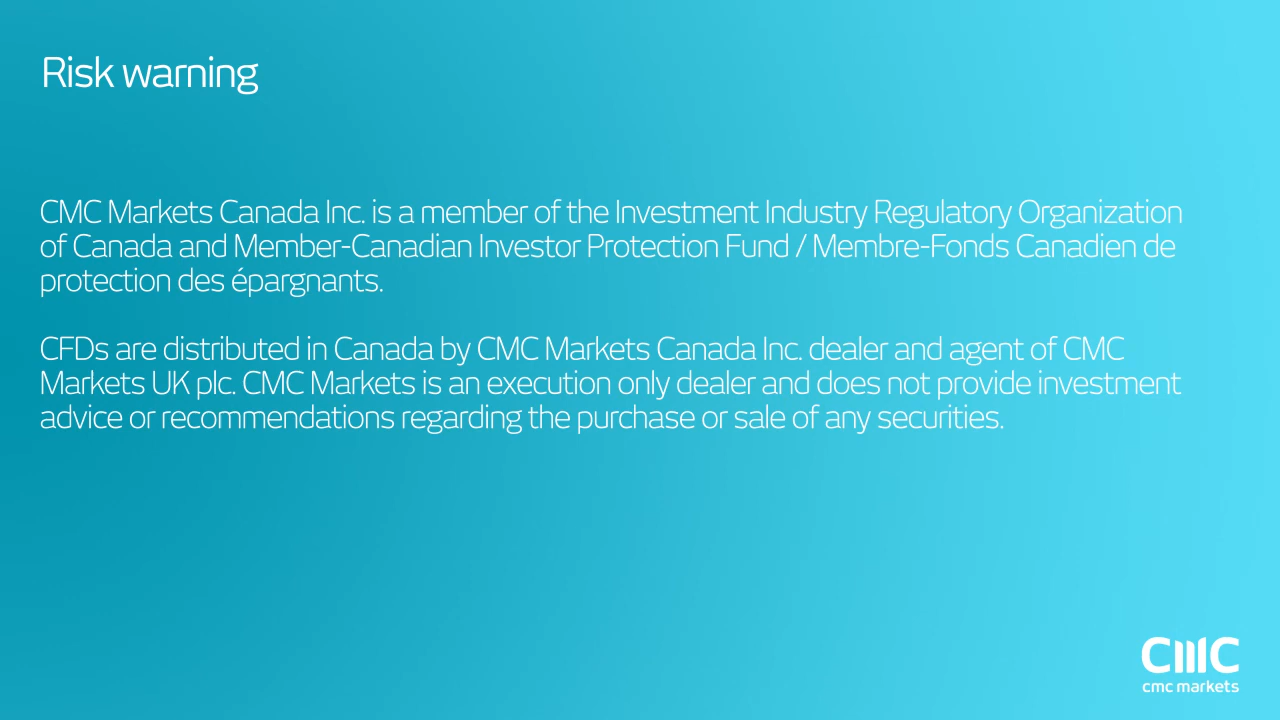 Risk warning
CMC Markets Canada Inc. is a member of the Investment Industry Regulatory Organization
of Canada and Member-Canadian Investor Protection Fund / Membre-Fonds Canadien de
protection des épargnants.
CFDs are distributed in Canada by CMC Markets Canada Inc. dealer and agent of CMC
Markets UK plc. CMC Markets is an execution only dealer and does not provide investment
advice or recommendations regarding the purchase or sale of any securities.
CMC
cmc markets